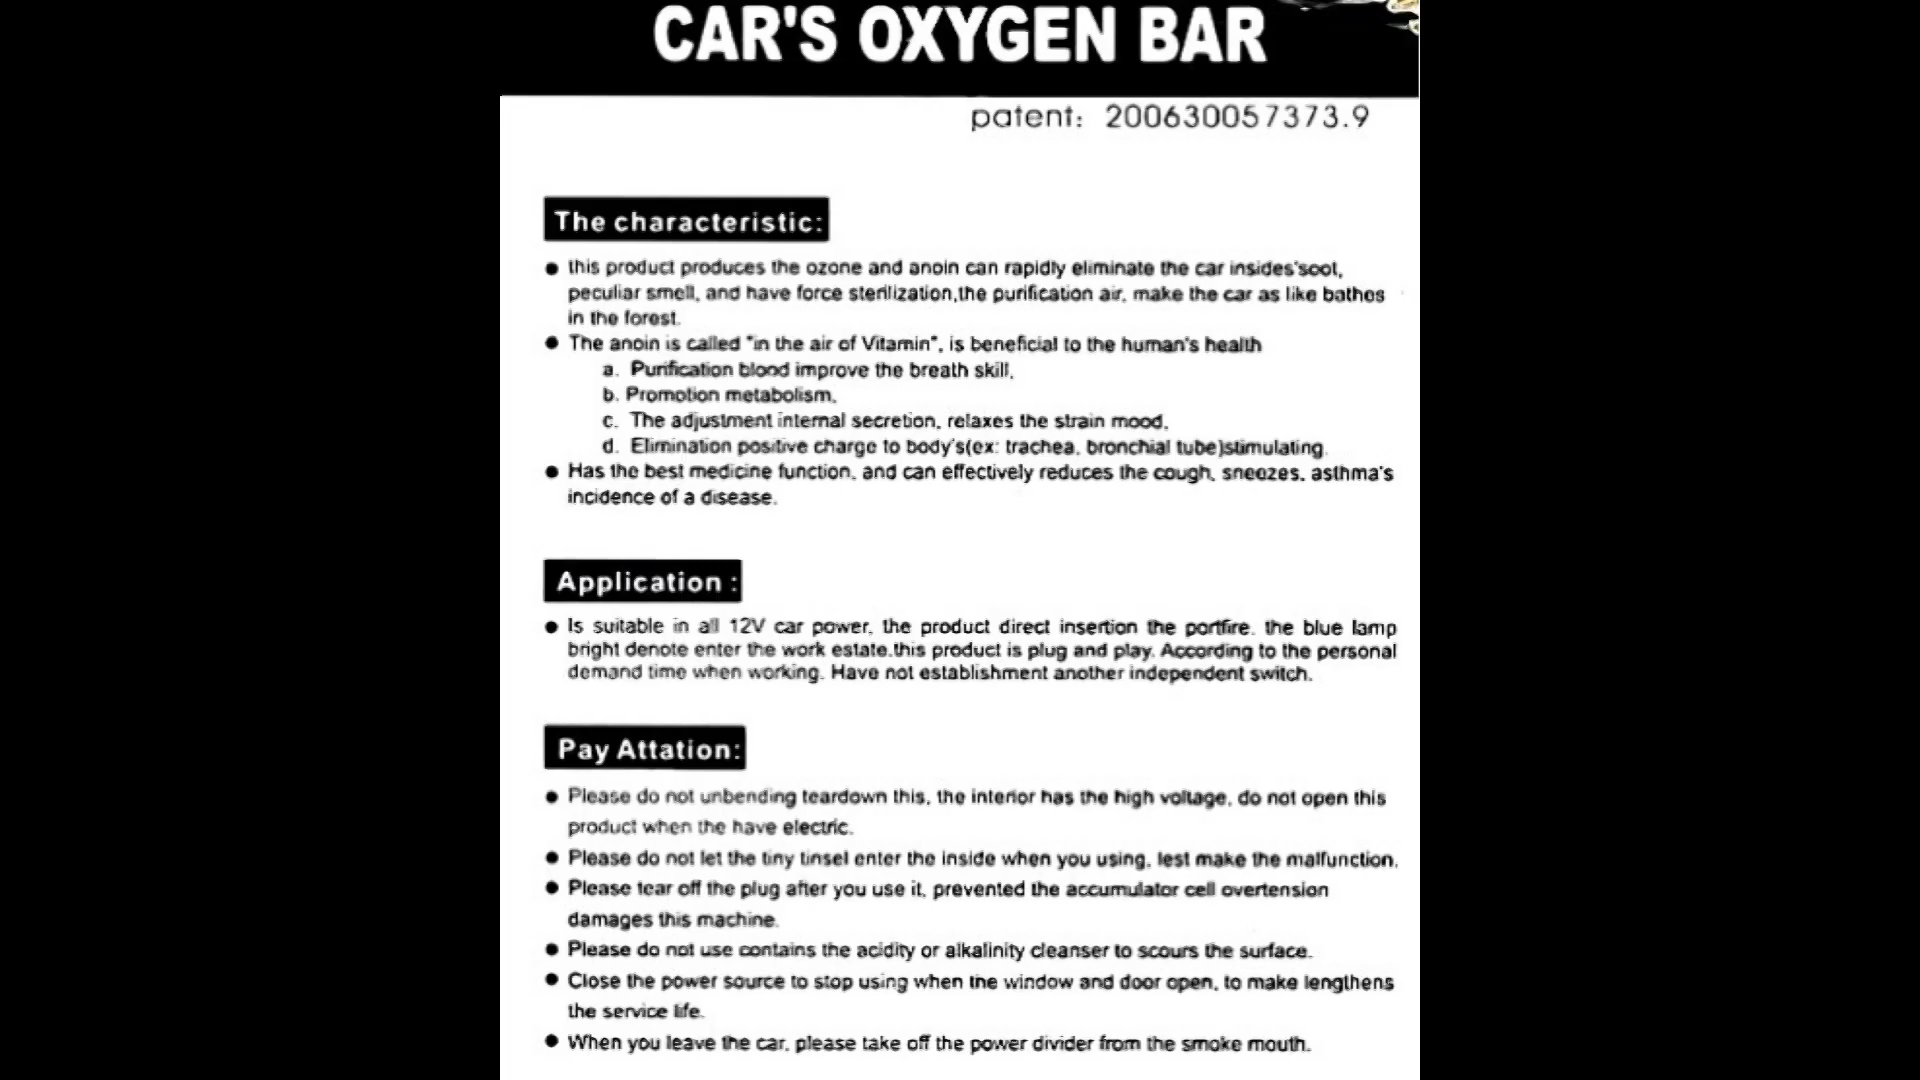 CAR'S OXYGEN BAR
patent: 200630057373.9
The characteristic:
● this product produces the ozone and anoin can rapidly eliminate the car insides'soot,
peculiar smell, and have force sterilization,the purification air, make the car as like bathes
in the forest.
● The anoin is called "in the air of Vitamin", is beneficial to the human's health
a. Purification blood improve the breath skill.
b. Promotion metabolism.
c. The adjustment internal secretion, relaxes the strain mood.
d. Elimination positive charge to body's(ex: trachea, bronchial tube)stimulating.
● Has the best medicine function, and can effectively reduces the cough, sneezes, asthma's
incidence of a disease.
Application :
● Is suitable in all 12V car power, the product direct insertion the portfire. the blue lamp
bright denote enter the work estate.this product is plug and play. According to the personal
demand time when working. Have not establishment another independent switch.
Pay Attation:
● Please do not unbending teardown this, the interior has the high voltage, do not open this
product when the have electric.
● Please do not let the tiny tinsel enter the inside when you using, lest make the malfunction.
● Please tear off the plug after you use it, prevented the accumulator cell overtension
damages this machine.
● Please do not use contains the acidity or alkalinity cleanser to scours the surface.
● Close the power source to stop using when the window and door open, to make lengthens
the service life.
● When you leave the car, please take off the power divider from the smoke mouth.